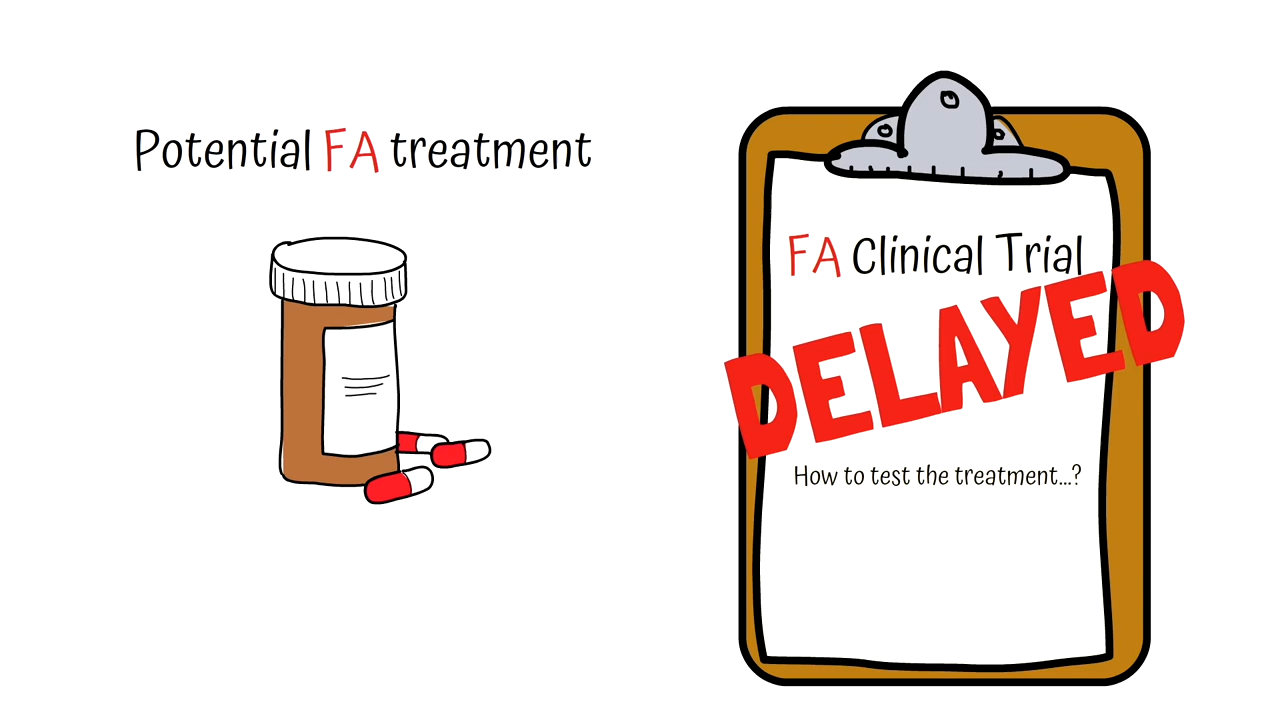 Potential FA treatment
FA Clinical Trial
DELAYED
How to test the treatment...?